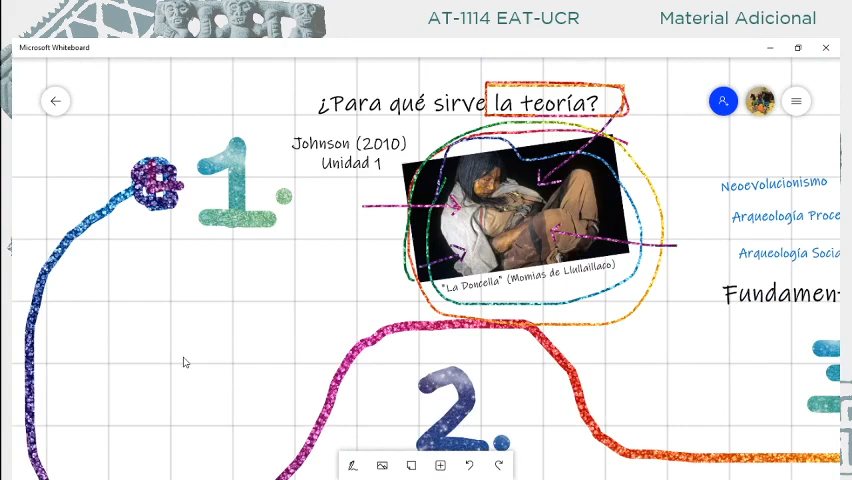 AT-1114 EAT-UCR
Material Adicional
Microsoft Whiteboard
¿Para qué sirve la teoría?
Johnson (2010)
Unidad 1
1.
"La Doncella" (Momias de Llullaillaco)
Neoevolucionismo
Arqueología Proce
Arqueología Socia
Fundamen
2.